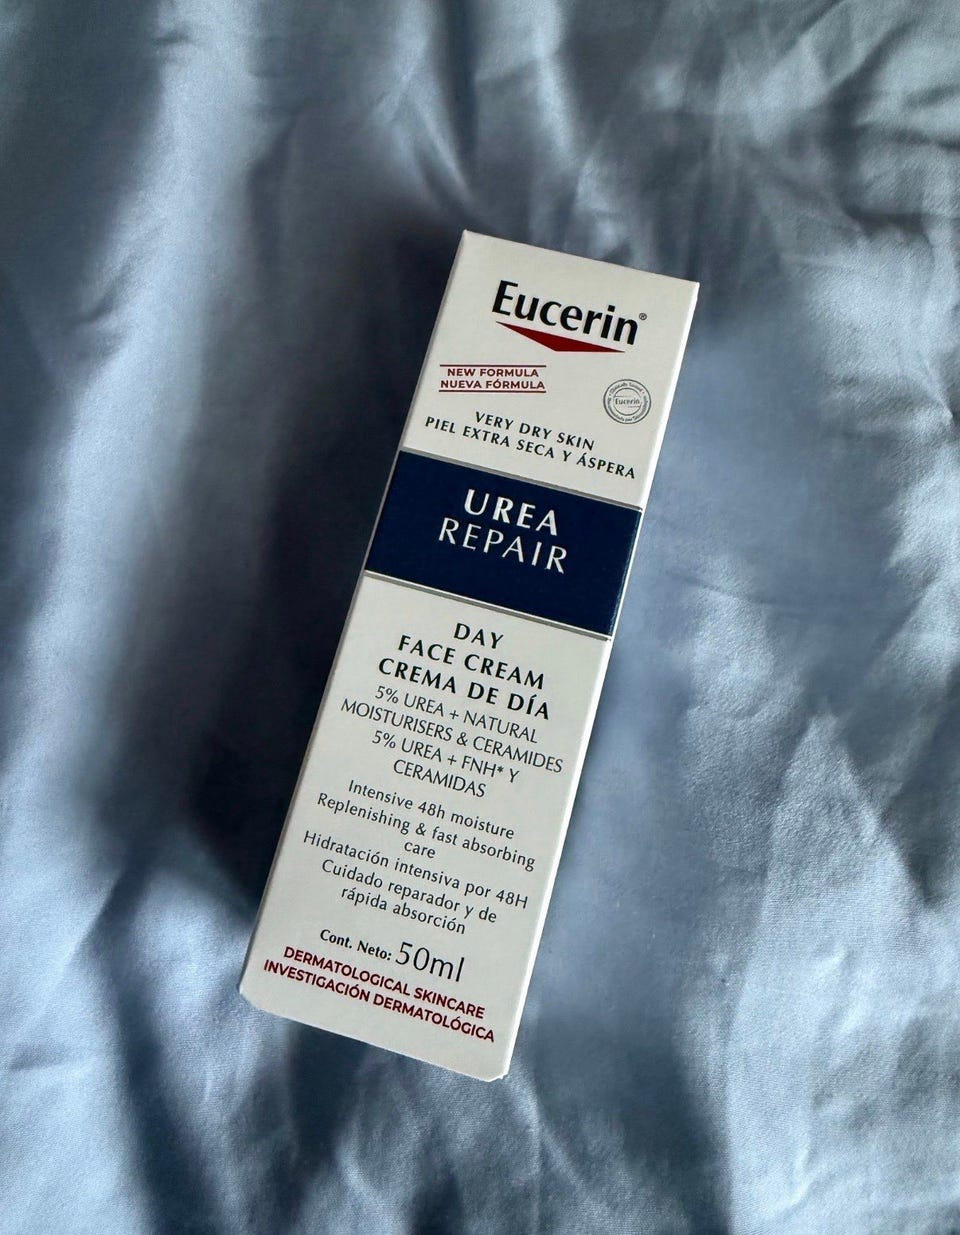 Eucerin®
NEW FORMULA
NUEVA FÓRMULA
Eucerin
VERY DRY SKIN
PIEL EXTRA SECA Y ÁSPERA
UREA
REPAIR
DAY
FACE CREAM
CREMA DE DÍA
5% UREA + NATURAL
MOISTURISERS & CERAMIDES
5% UREA + FNH* Y
CERAMIDAS
Intensive 48h moisture
Replenishing & fast absorbing
care
Hidratación intensiva por 48H
Cuidado reparador y de
rápida absorción
Cont. Neto: 50ml
DERMATOLOGICAL SKINCARE
INVESTIGACIÓN DERMATOLÓGICA